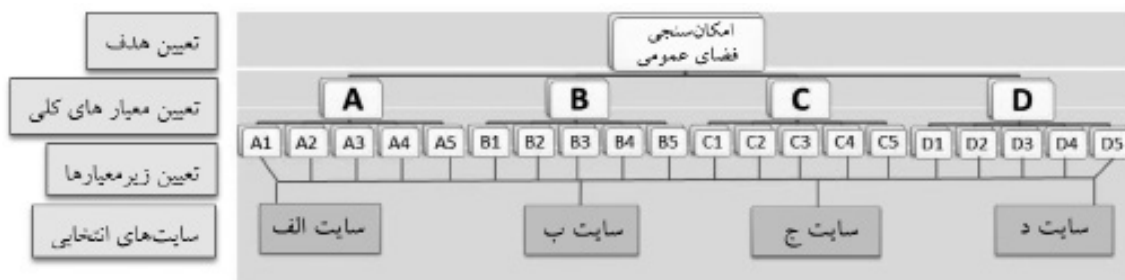 تعیین هدف
امکان‌سنجی
فضای عمومی
تعیین معیار های کلی
A B C D
تعیین زیرمعیارها
A1 A2 A3 A4 A5 B1 B2 B3 B4 B5 C1 C2 C3 C4 C5 D1 D2 D3 D4 D5
سایت‌های انتخابی
سایت الف سایت ب سایت ج سایت د